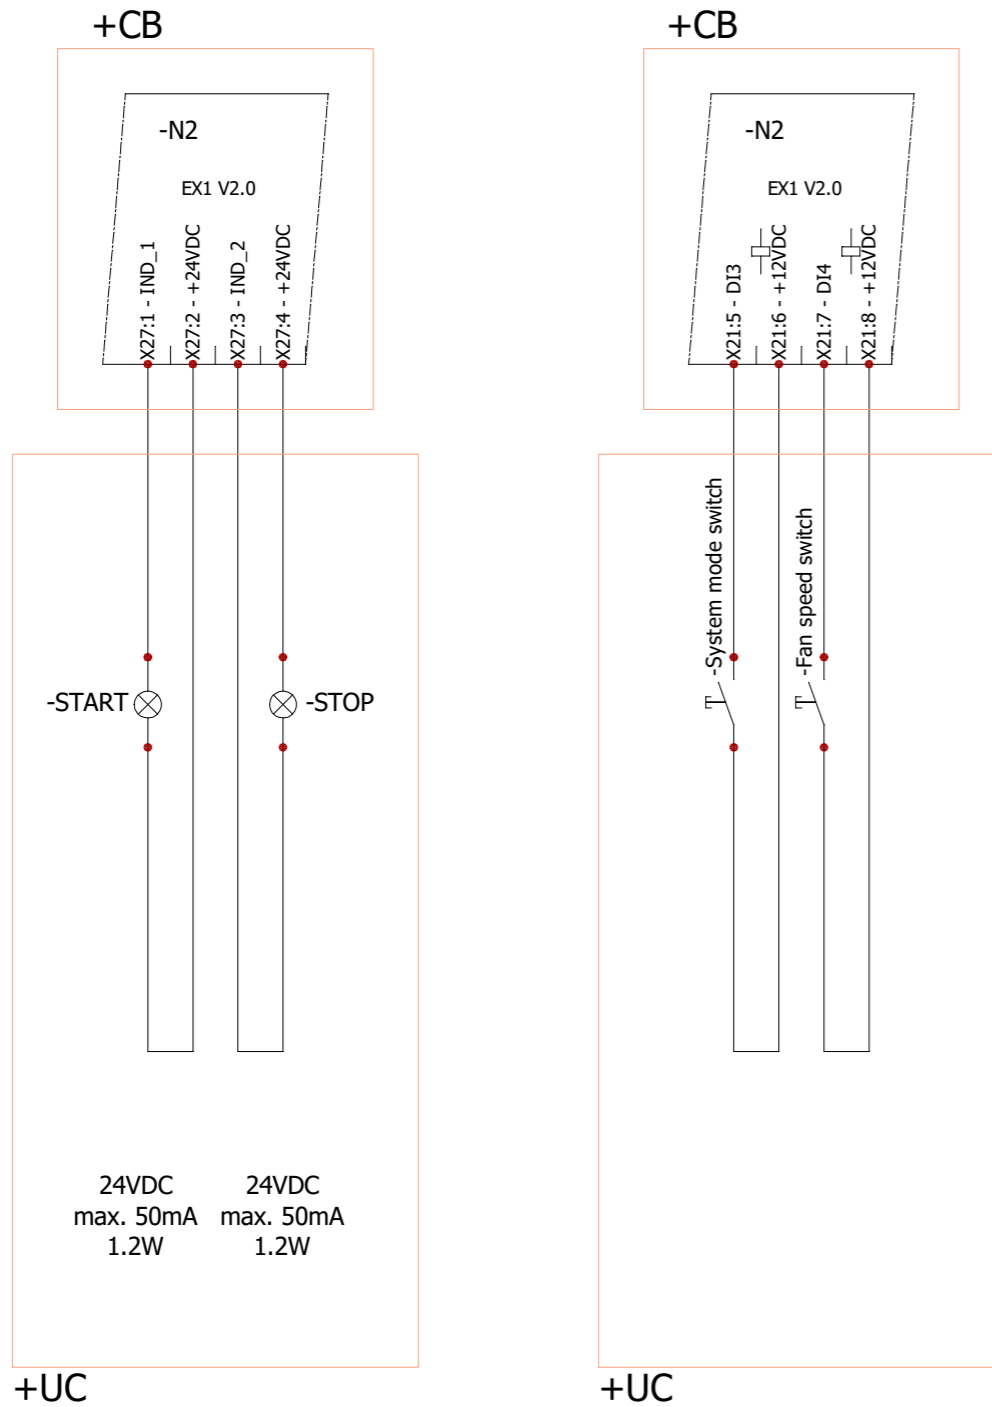 +CB
-N2
EX1 V2.0
X27:1 - IND_1
X27:2 - +24VDC
X27:3 - IND_2
X27:4 - +24VDC
-START
-STOP
24VDC
max. 50mA
1.2W
24VDC
max. 50mA
1.2W
+UC
+CB
-N2
EX1 V2.0
X21:5 - DI3
X21:6 - +12VDC
X21:7 - DI4
X21:8 - +12VDC
-System mode switch
-Fan speed switch
+UC